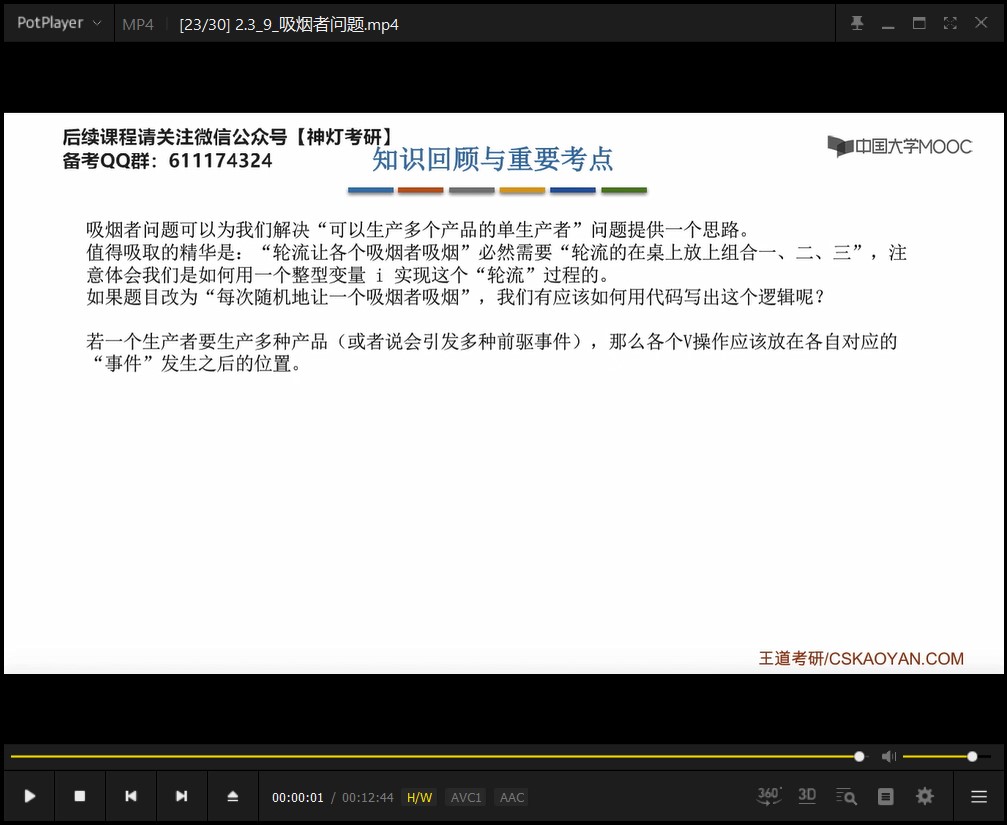 PotPlayer MP4 [23/30] 2.3_9_吸烟者问题.mp4
后续课程请关注微信公众号【神灯考研】
备考QQ群：611174324
知识回顾与重要考点
中国大学MOOC
吸烟者问题可以为我们解决“可以生产多个产品的单生产者”问题提供一个思路。
值得吸取的精华是：“轮流让各个吸烟者吸烟”必然需要“轮流的在桌上放上组合一、二、三”，注
意体会我们是如何用一个整型变量 i 实现这个“轮流”过程的。
如果题目改为“每次随机地让一个吸烟者吸烟”，我们有应该如何用代码写出这个逻辑呢？
若一个生产者要生产多种产品（或者说会引发多种前驱事件），那么各个V操作应该放在各自对应的
“事件”发生之后的位置。
王道考研/CSKAOYAN.COM
00:00:01 / 00:12:44 H/W AVC1 AAC 360° 3D